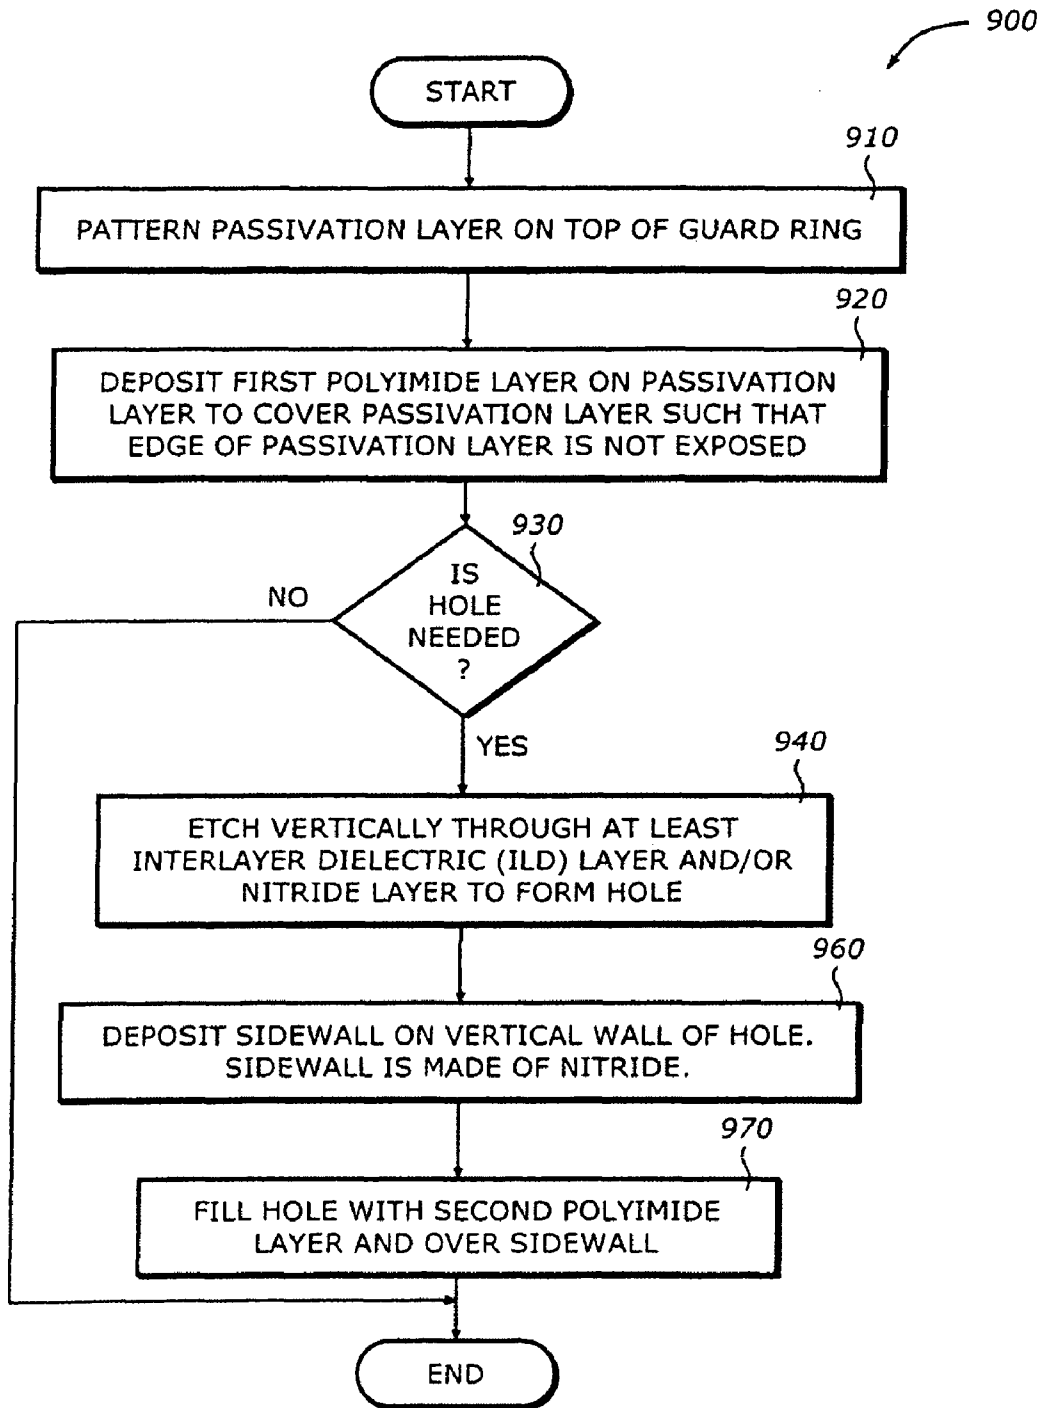 900
START
910
PATTERN PASSIVATION LAYER ON TOP OF GUARD RING
920
DEPOSIT FIRST POLYIMIDE LAYER ON PASSIVATION
LAYER TO COVER PASSIVATION LAYER SUCH THAT
EDGE OF PASSIVATION LAYER IS NOT EXPOSED
930
IS
HOLE
NEEDED
?
NO
YES
940
ETCH VERTICALLY THROUGH AT LEAST
INTERLAYER DIELECTRIC (ILD) LAYER AND/OR
NITRIDE LAYER TO FORM HOLE
960
DEPOSIT SIDEWALL ON VERTICAL WALL OF HOLE.
SIDEWALL IS MADE OF NITRIDE.
970
FILL HOLE WITH SECOND POLYIMIDE
LAYER AND OVER SIDEWALL
END